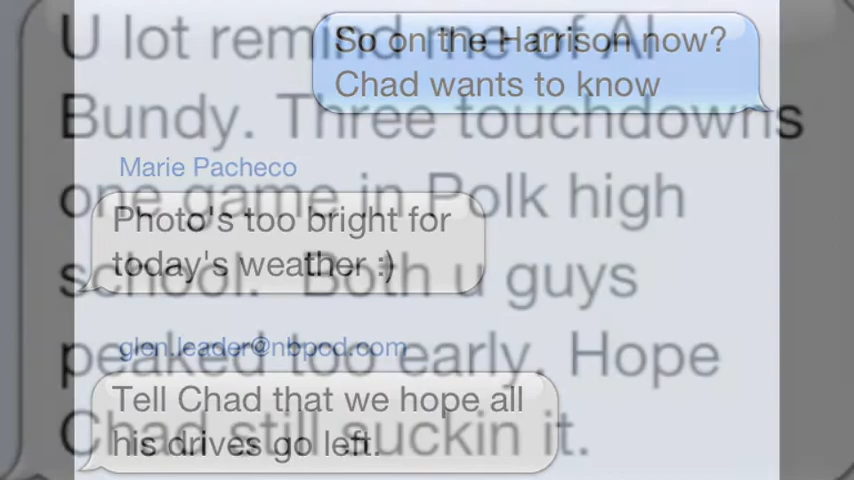 U lot remind me of Al
Bundy. Three touchdowns
one game in Polk high
school. Both u guys
peaked too early. Hope
Chad still suckin it.
So on the Harrison now?
Chad wants to know
Marie Pacheco
Photo's too bright for
today's weather :)
glen.leader@nbpcd.com
Tell Chad that we hope all
his drives go left.